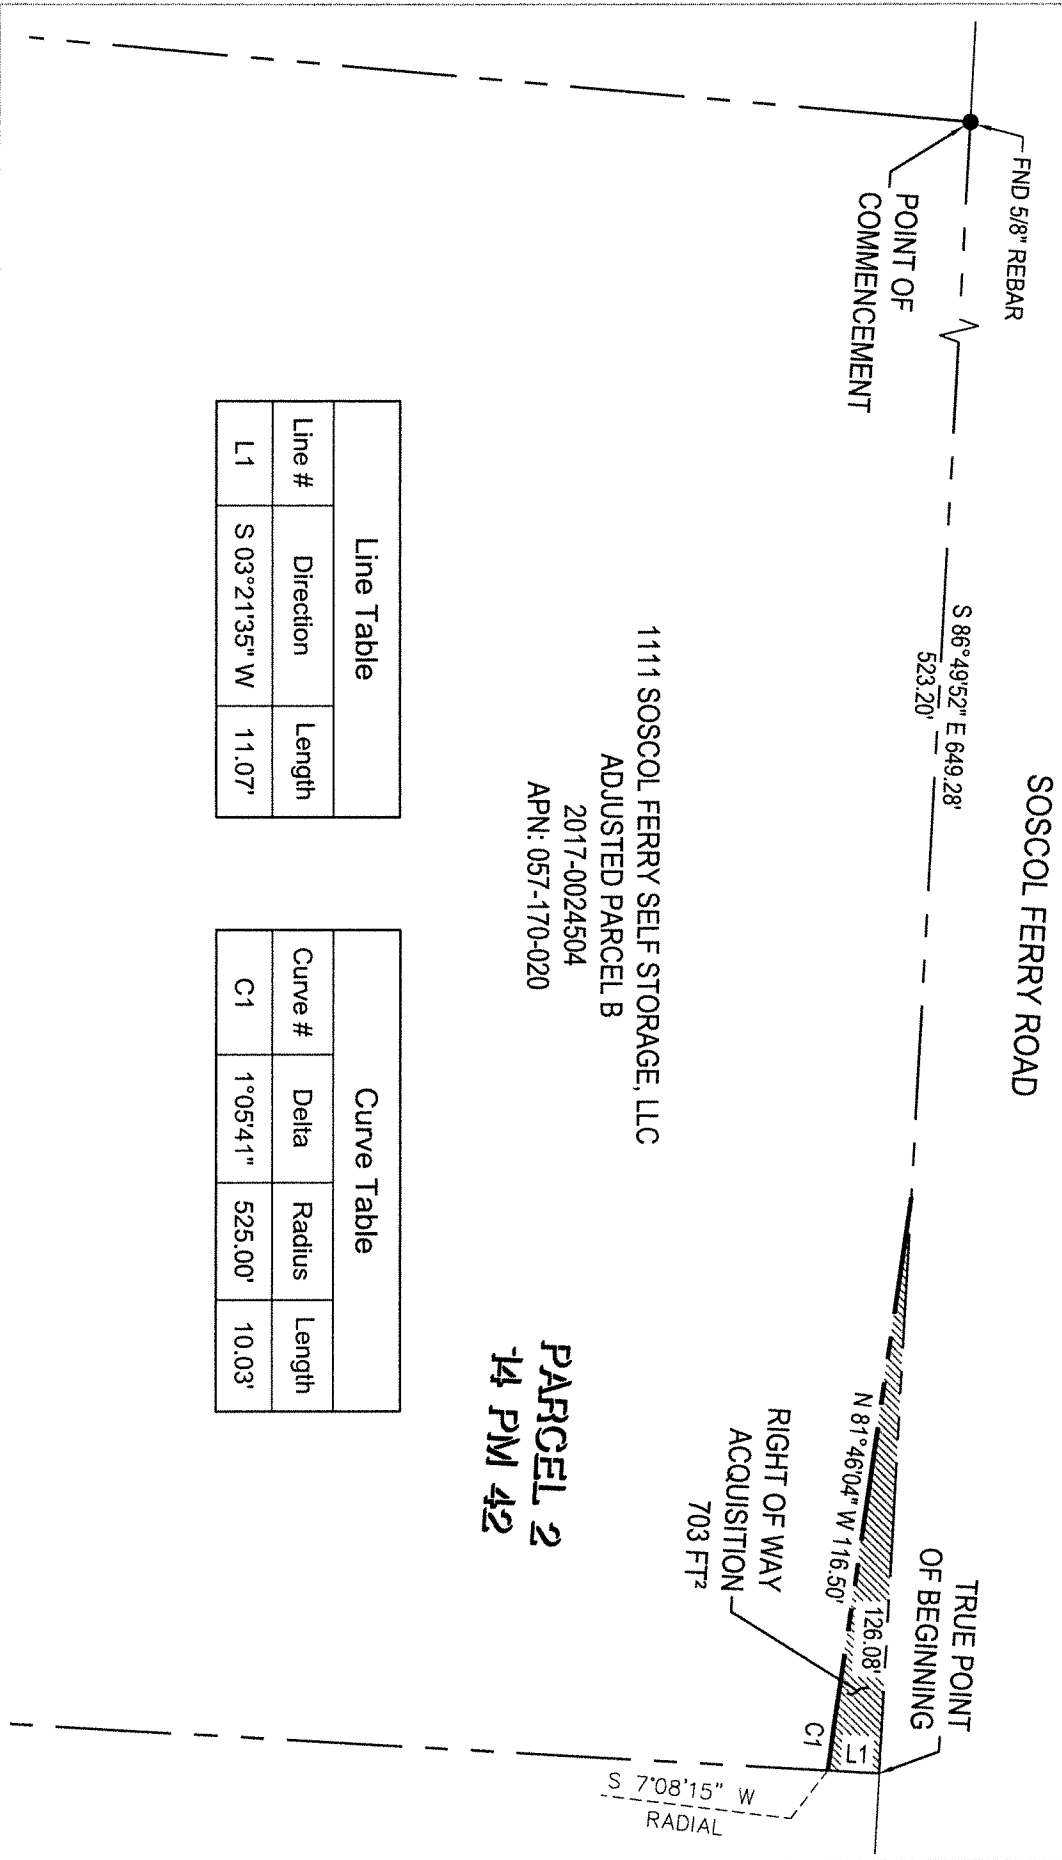 SOSCOL FERRY ROAD
FND 5/8" REBAR
POINT OF
COMMENCEMENT
S 86°49'52" E 649.28'
523.20'
TRUE POINT
OF BEGINNING
126.08'
L1
N 81°46'04" W 116.50'
C1
RIGHT OF WAY
ACQUISITION
703 FT²
S 7°08'15" W
RADIAL
1111 SOSCOL FERRY SELF STORAGE, LLC
ADJUSTED PARCEL B
2017-0024504
APN: 057-170-020
PARCEL 2
14 PM 42
Line Table
Line # Direction Length
L1 S 03°21'35" W 11.07'
Curve Table
Curve # Delta Radius Length
C1 1°05'41" 525.00' 10.03'